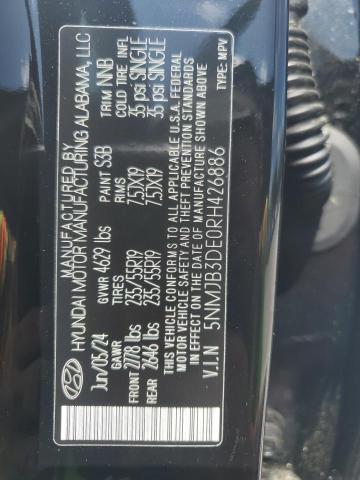 HYUNDAI
MANUFACTURED BY
HYUNDAI MOTOR MANUFACTURING ALABAMA, LLC
Jun/05/24 GVWR 4629 lbs PAINT S3B TRIM NNB
GAWR TIRES RIMS COLD TIRE INFL
FRONT 2778 lbs 235/55R19 7.5JX19 35 psi SINGLE
REAR 2646 lbs 235/55R19 7.5JX19 35 psi SINGLE
THIS VEHICLE CONFORMS TO ALL APPLICABLE U.S.A. FEDERAL
MOTOR VEHICLE SAFETY, BUMPER, AND THEFT PREVENTION STANDARDS
IN EFFECT ON THE DATE OF MANUFACTURE SHOWN ABOVE
V.I.N 5NMJB3DE0RH426886
TYPE: MPV